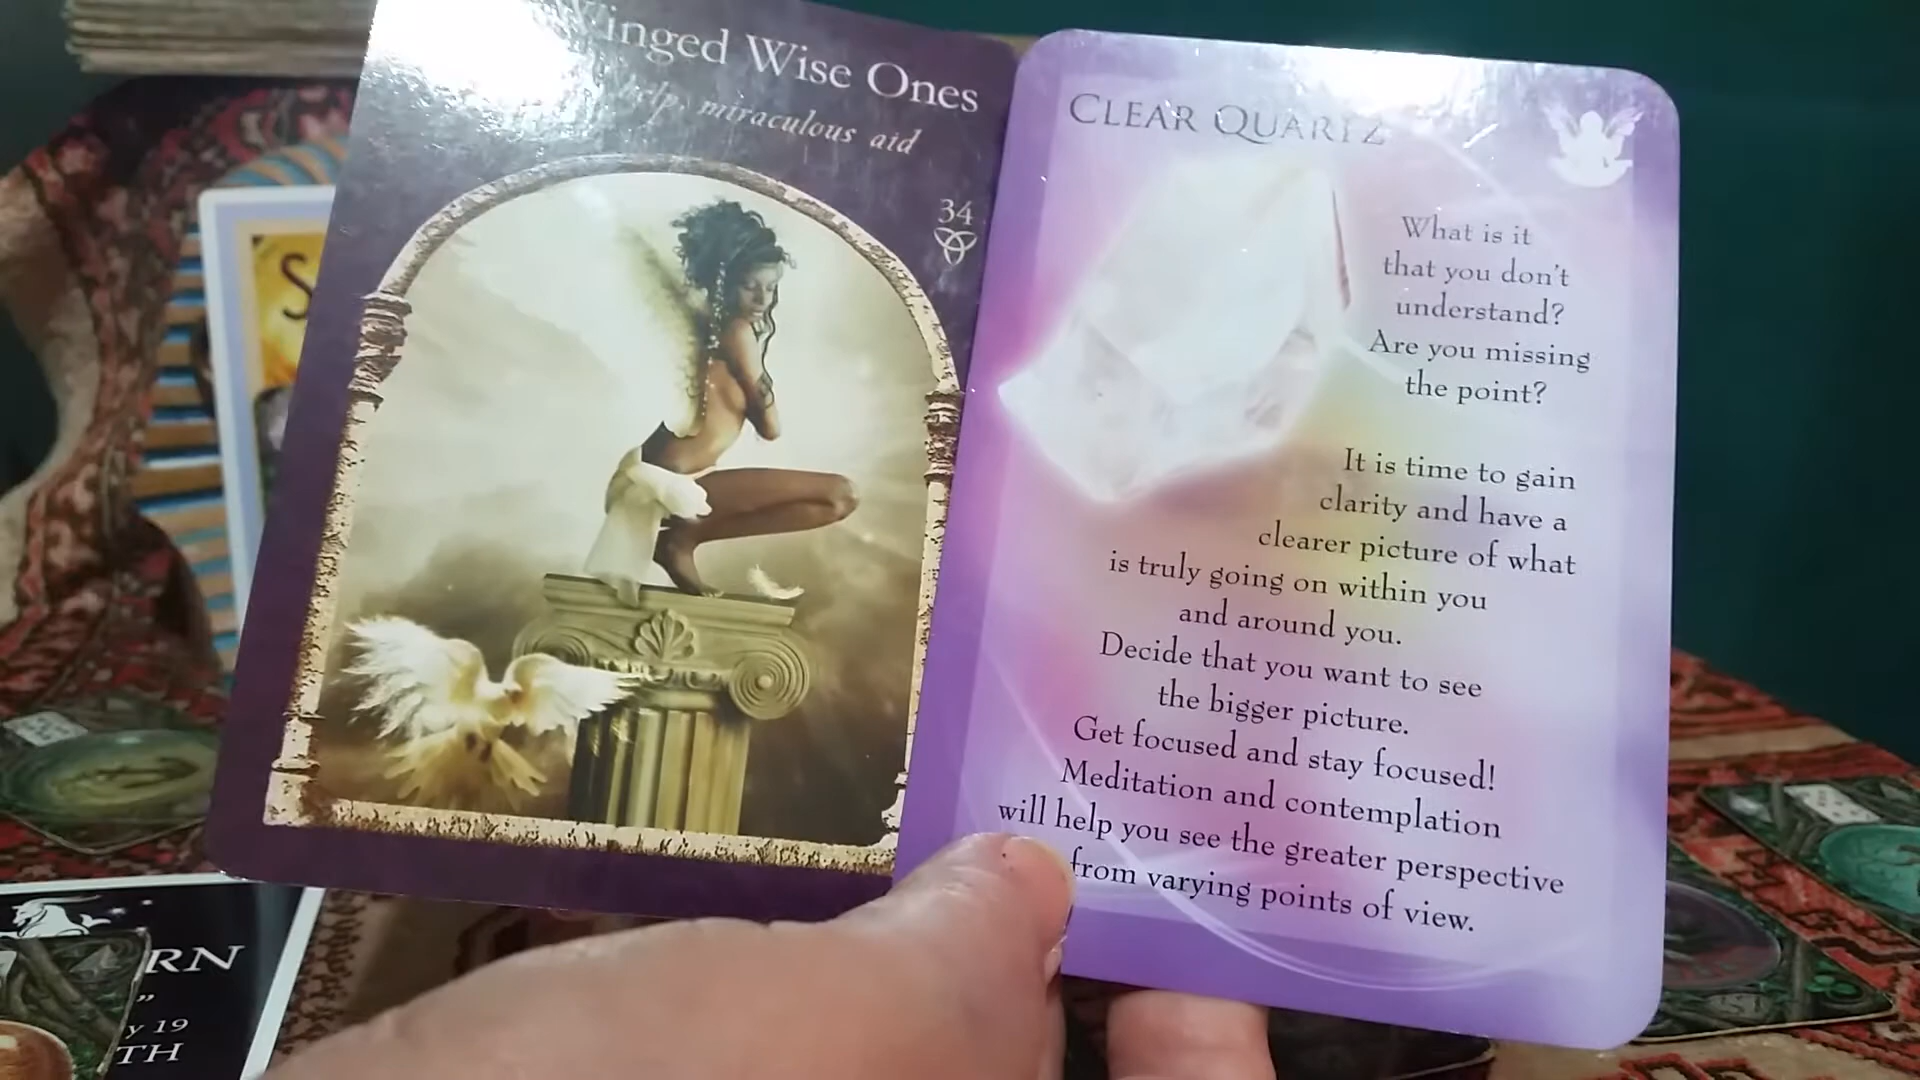 Winged Wise Ones
help, miraculous aid
34
CLEAR QUARTZ
What is it
that you don't
understand?
Are you missing
the point?
It is time to gain
clarity and have a
clearer picture of what
is truly going on within you
and around you.
Decide that you want to see
the bigger picture.
Get focused and stay focused!
Meditation and contemplation
will help you see the greater perspective
from varying points of view.
S
RN
"
y 19
TH